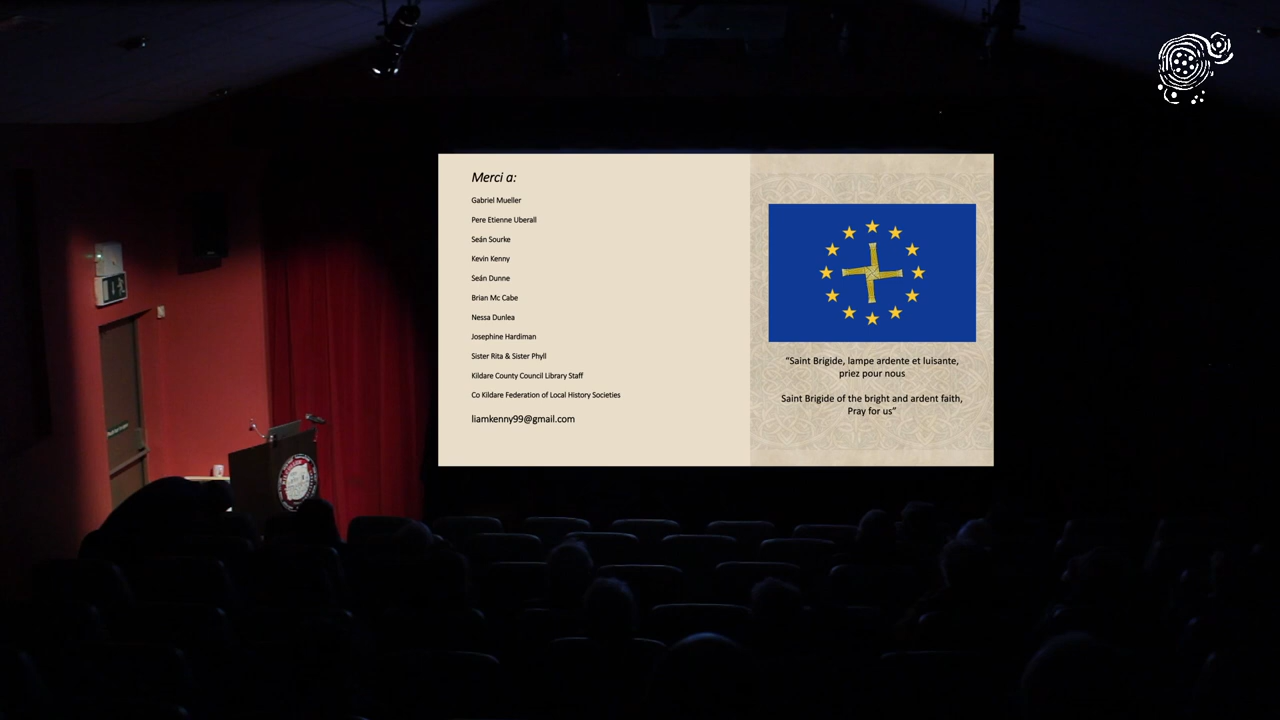 Merci a:
Gabriel Mueller
Pere Etienne Uberall
Seán Sourke
Kevin Kenny
Seán Dunne
Brian Mc Cabe
Nessa Dunlea
Josephine Hardiman
Sister Rita & Sister Phyll
Kildare County Council Library Staff
Co Kildare Federation of Local History Societies
liamkenny99@gmail.com
“Saint Brigide, lampe ardente et luisante,
priez pour nous
Saint Brigide of the bright and ardent faith,
Pray for us”